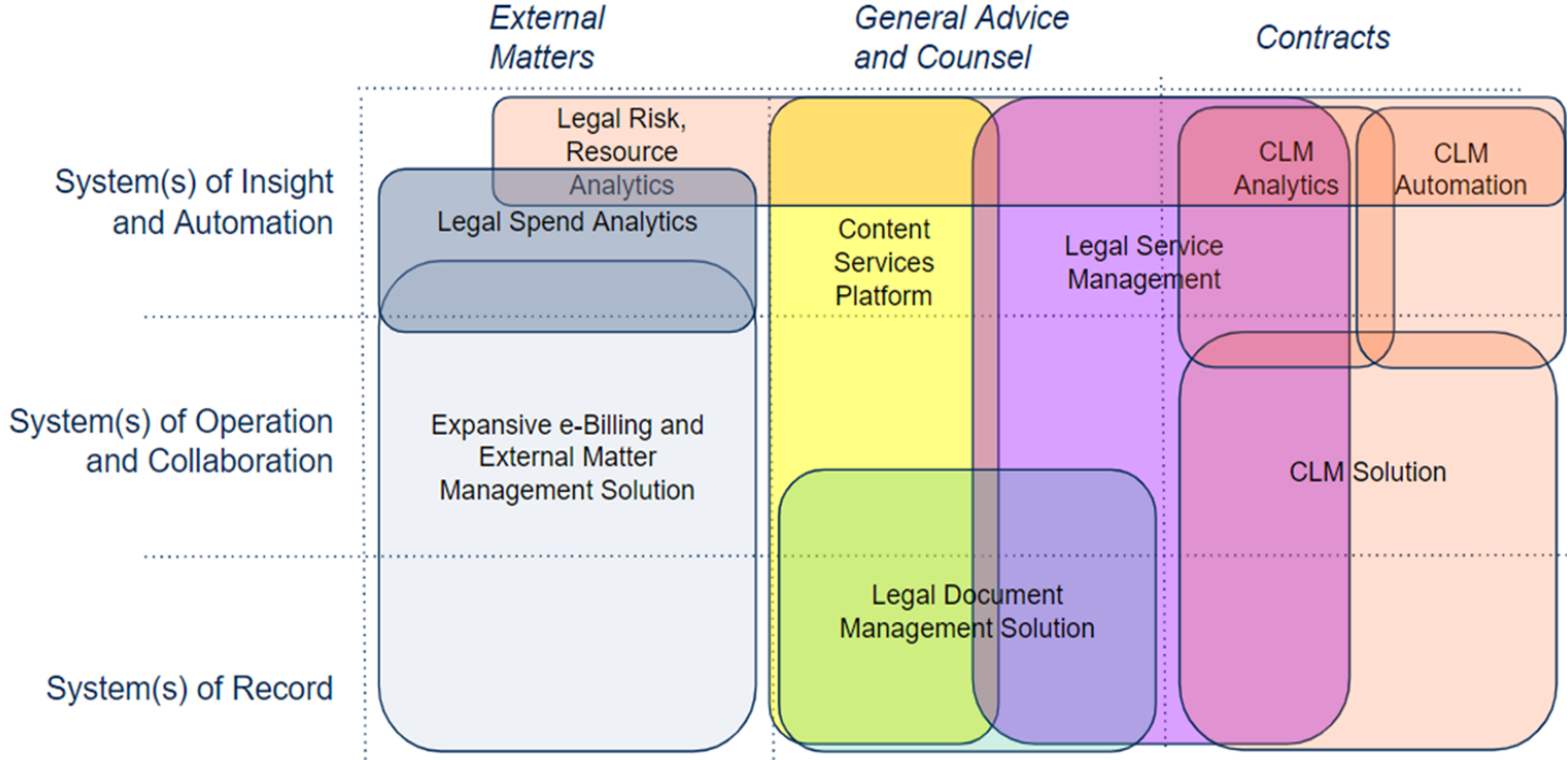 External
Matters
General Advice
and Counsel
Contracts
System(s) of Insight
and Automation
Legal Risk,
Resource
Analytics
Legal Spend Analytics
Content
Services
Platform
Legal Service
Management
CLM
Analytics
CLM
Automation
System(s) of Operation
and Collaboration
Expansive e-Billing and
External Matter
Management Solution
CLM Solution
Legal Document
Management Solution
System(s) of Record